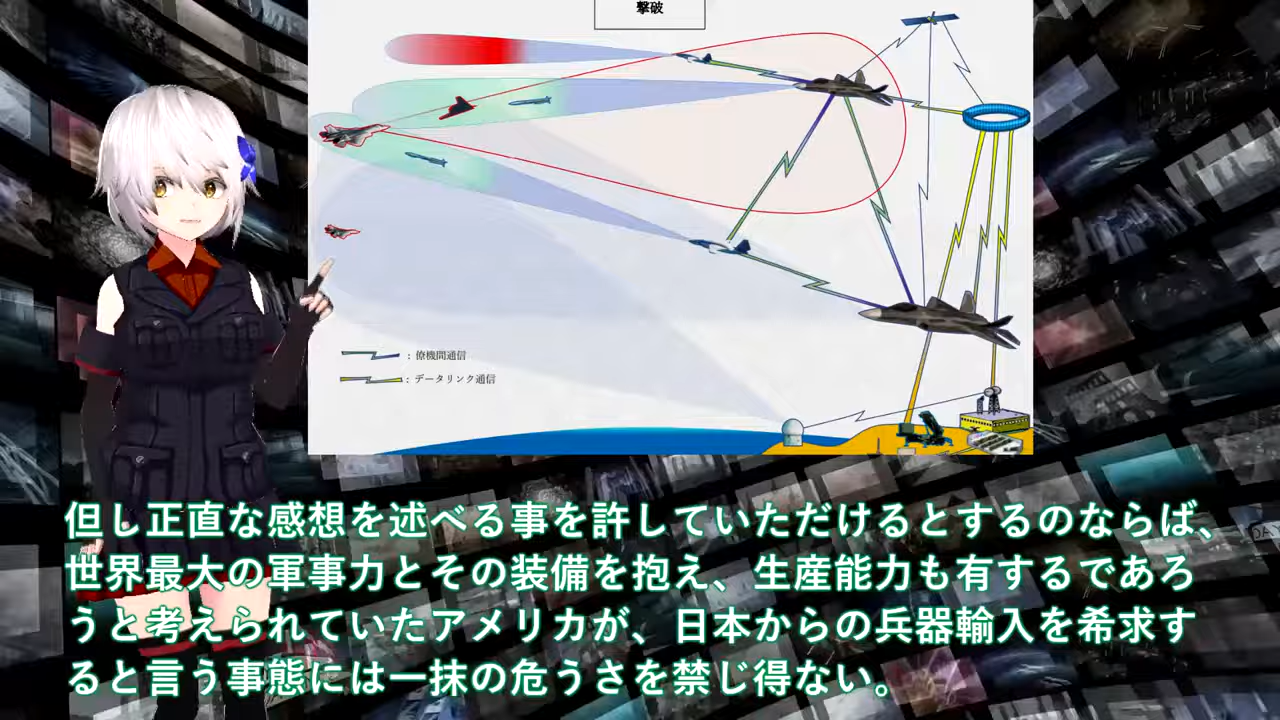 撃破
：僚機間通信
：データリンク通信
但し正直な感想を述べる事を許していただけるとするのならば、
世界最大の軍事力とその装備を抱え、生産能力も有するであろ
うと考えられていたアメリカが、日本からの兵器輸入を希求す
ると言う事態には一抹の危うさを禁じ得ない。